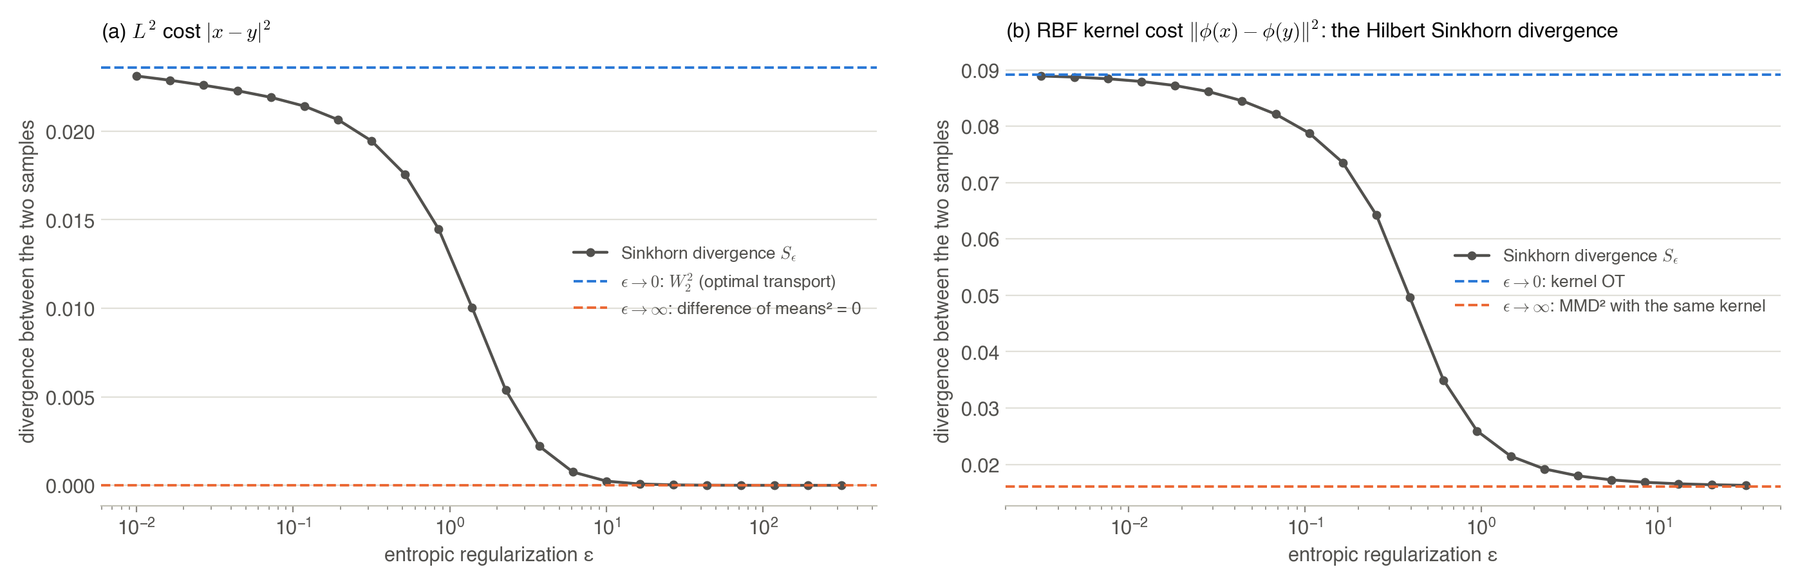 (a) L² cost |x − y|²
divergence between the two samples
0.020
0.015
0.010
0.005
0.000
Sinkhorn divergence Sϵ
ϵ → 0: W₂² (optimal transport)
ϵ → ∞: difference of means² = 0
10⁻² 10⁻¹ 10⁰ 10¹ 10²
entropic regularization ε
(b) RBF kernel cost ‖ϕ(x) − ϕ(y)‖²: the Hilbert Sinkhorn divergence
divergence between the two samples
0.09
0.08
0.07
0.06
0.05
0.04
0.03
0.02
Sinkhorn divergence Sϵ
ϵ → 0: kernel OT
ϵ → ∞: MMD² with the same kernel
10⁻² 10⁻¹ 10⁰ 10¹
entropic regularization ε